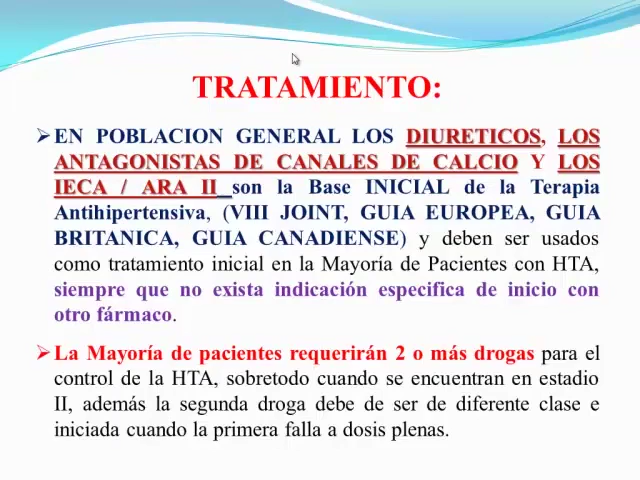 TRATAMIENTO:
➢EN POBLACION GENERAL LOS DIURETICOS, LOS
ANTAGONISTAS DE CANALES DE CALCIO Y LOS
IECA / ARA II son la Base INICIAL de la Terapia
Antihipertensiva, (VIII JOINT, GUIA EUROPEA, GUIA
BRITANICA, GUIA CANADIENSE) y deben ser usados
como tratamiento inicial en la Mayoría de Pacientes con HTA,
siempre que no exista indicación especifica de inicio con
otro fármaco.
➢La Mayoría de pacientes requerirán 2 o más drogas para el
control de la HTA, sobretodo cuando se encuentran en estadio
II, además la segunda droga debe de ser de diferente clase e
iniciada cuando la primera falla a dosis plenas.